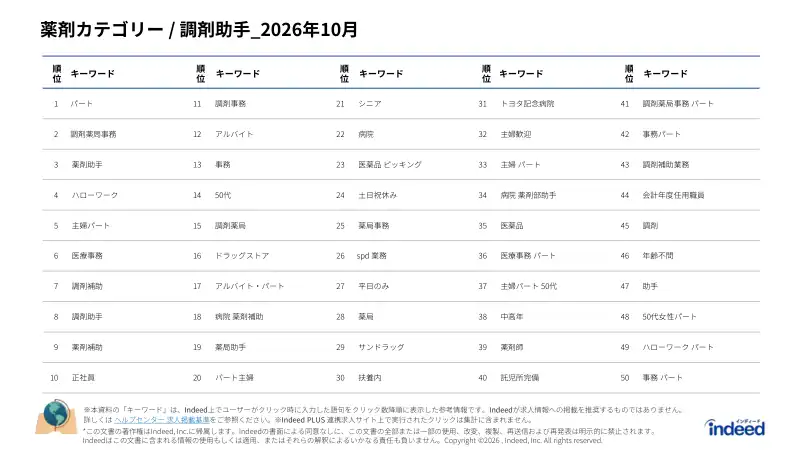 薬剤カテゴリー / 調剤助手_2026年10月
順位 キーワード 順位 キーワード 順位 キーワード 順位 キーワード 順位 キーワード
1 パート 11 調剤事務 21 シニア 31 トヨタ記念病院 41 調剤薬局事務 パート
2 調剤薬局事務 12 アルバイト 22 病院 32 主婦歓迎 42 事務パート
3 薬剤助手 13 事務 23 医薬品 ピッキング 33 主婦 パート 43 調剤補助業務
4 ハローワーク 14 50代 24 土日祝休み 34 病院 薬剤部助手 44 会計年度任用職員
5 主婦パート 15 調剤薬局 25 薬局事務 35 医薬品 45 調剤
6 医療事務 16 ドラッグストア 26 spd 業務 36 医療事務 パート 46 年齢不問
7 調剤補助 17 アルバイト・パート 27 平日のみ 37 主婦パート 50代 47 助手
8 調剤助手 18 病院 薬剤補助 28 薬局 38 中高年 48 50代女性パート
9 薬剤補助 19 薬局助手 29 サンドラッグ 39 薬剤師 49 ハローワーク パート
10 正社員 20 パート主婦 30 扶養内 40 託児所完備 50 事務 パート
※本資料の「キーワード」は、Indeed上でユーザーがクリック時に入力した語句をクリック数降順に表示した参考情報です。Indeedが求人情報への掲載を推奨するものではありません。
詳しくは ヘルプセンター 求人掲載基準をご参照ください。※Indeed PLUS 連携求人サイト上で実行されたクリックは集計に含まれません。
*この文書の著作権はIndeed, Inc.に帰属します。Indeedの書面による同意なしに、この文書の全部または一部の使用、改変、複製、再送信および再発表は明示的に禁止されます。
Indeedはこの文書に含まれる情報の使用もしくは適用、またはそれらの解釈によるいかなる責任も負いません。Copyright ©2026 , Indeed, Inc. All rights reserved.
インディード
indeed